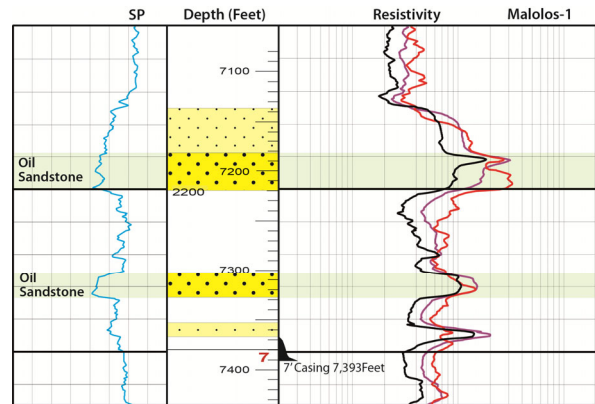 SP Depth (Feet) Resistivity Malolos-1
7100
Oil
Sandstone
7200
2200
7300
Oil
Sandstone
7
7' Casing 7,393Feet
7400